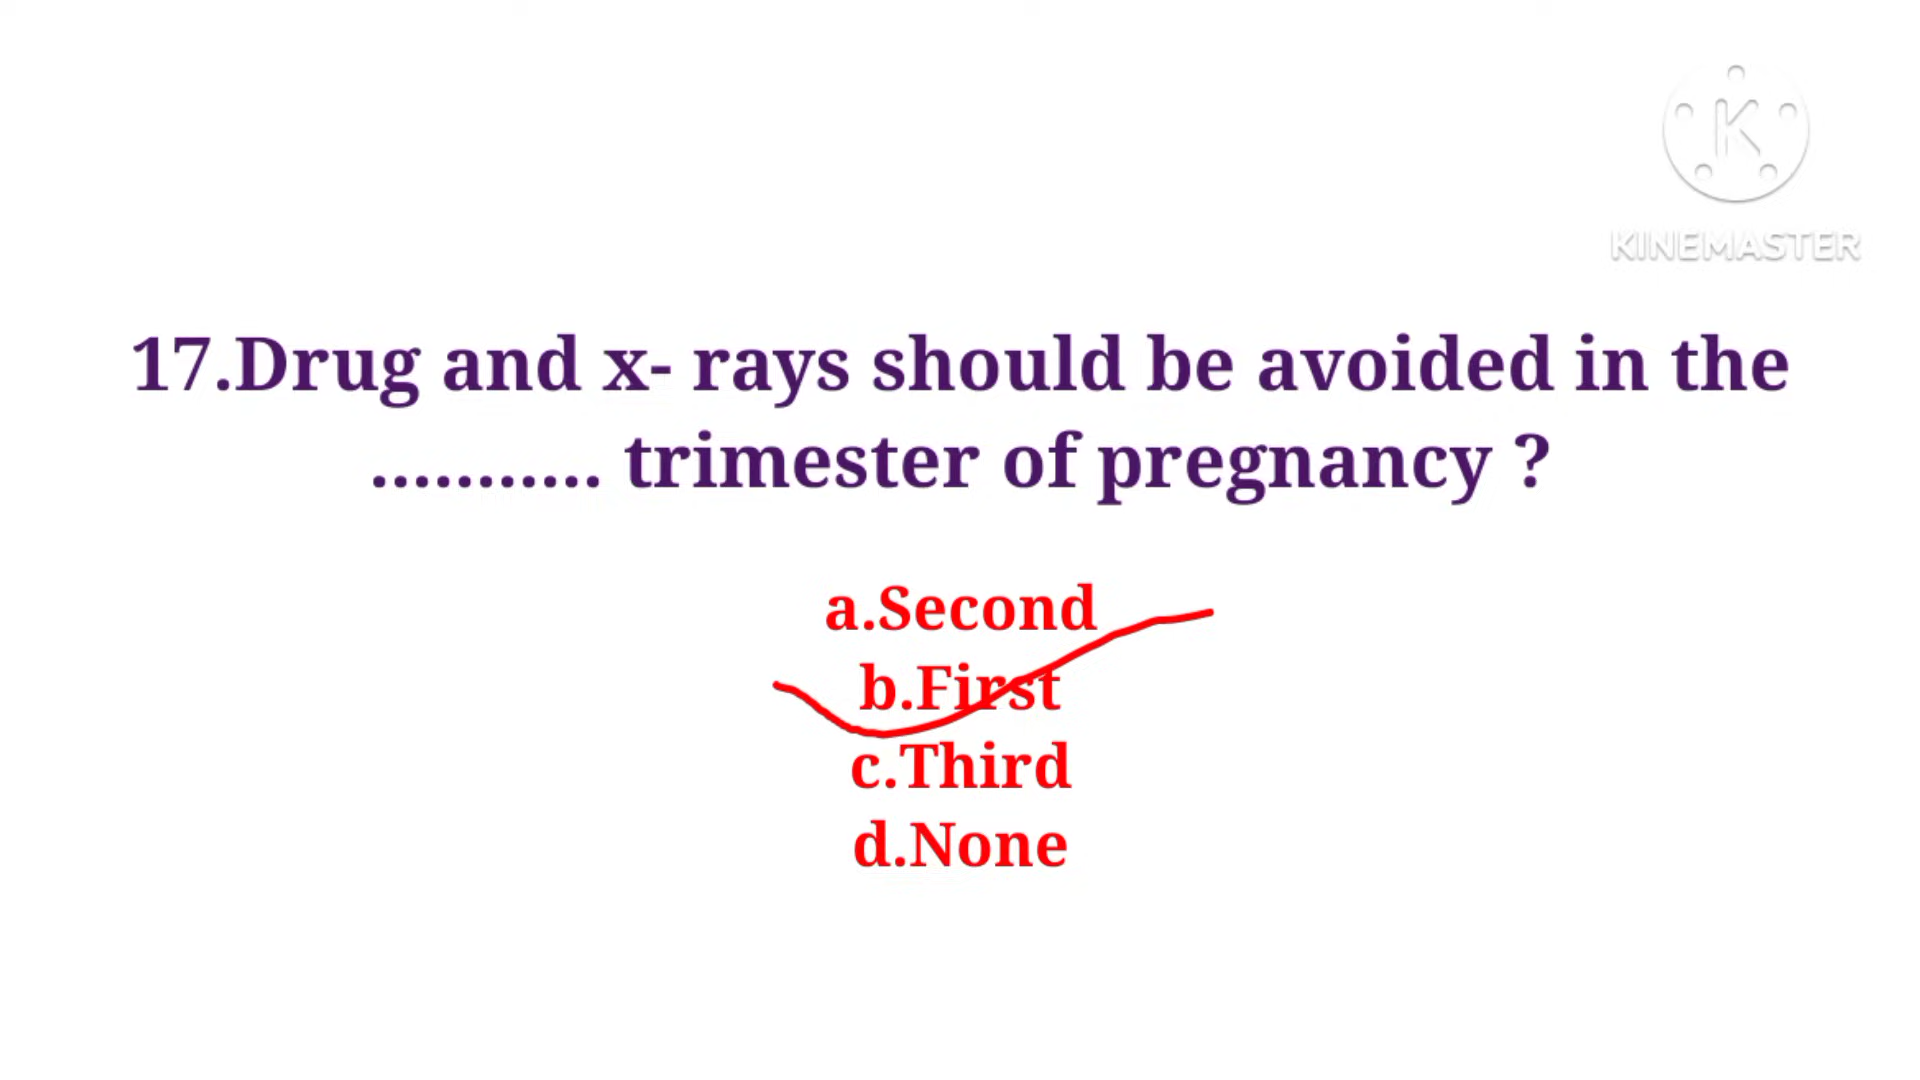 K
KINEMASTER
17.Drug and x- rays should be avoided in the
........... trimester of pregnancy ?
a.Second
b.First
c.Third
d.None